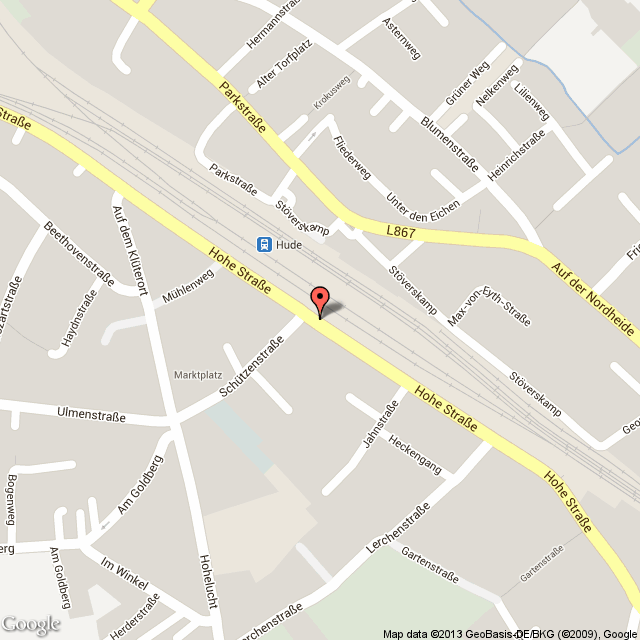 Hermannstraß
Asternweg
Alter Torfplatz
Krokusweg
Grüner Weg
Nelkenweg
Lilienweg
Parkstraße
Blumenstraße
Heinrichstraße
Straße
Fliederweg
Parkstraße
Unter den Eichen
Stöverskamp
L867
Auf dem Klüterort
Beethovenstraße
Hude
Hohe Straße
Mühlenweg
Stöverskamp
Auf der Nordheide
Max-von-Eyth-Straße
Haydnstraße
zartstraße
Marktplatz
Schützenstraße
Stöverskamp
Ulmenstraße
Hohe Straße
Jahnstraße
Heckengang
Am Goldberg
Bogenweg
Hohe Straße
Lerchenstraße
erg
Am Goldberg
Im Winkel
Hohelucht
Gartenstraße
Gartenstraße
Herderstraße
erchenstraße
Google
Map data ©2013 GeoBasis-DE/BKG (©2009), Google